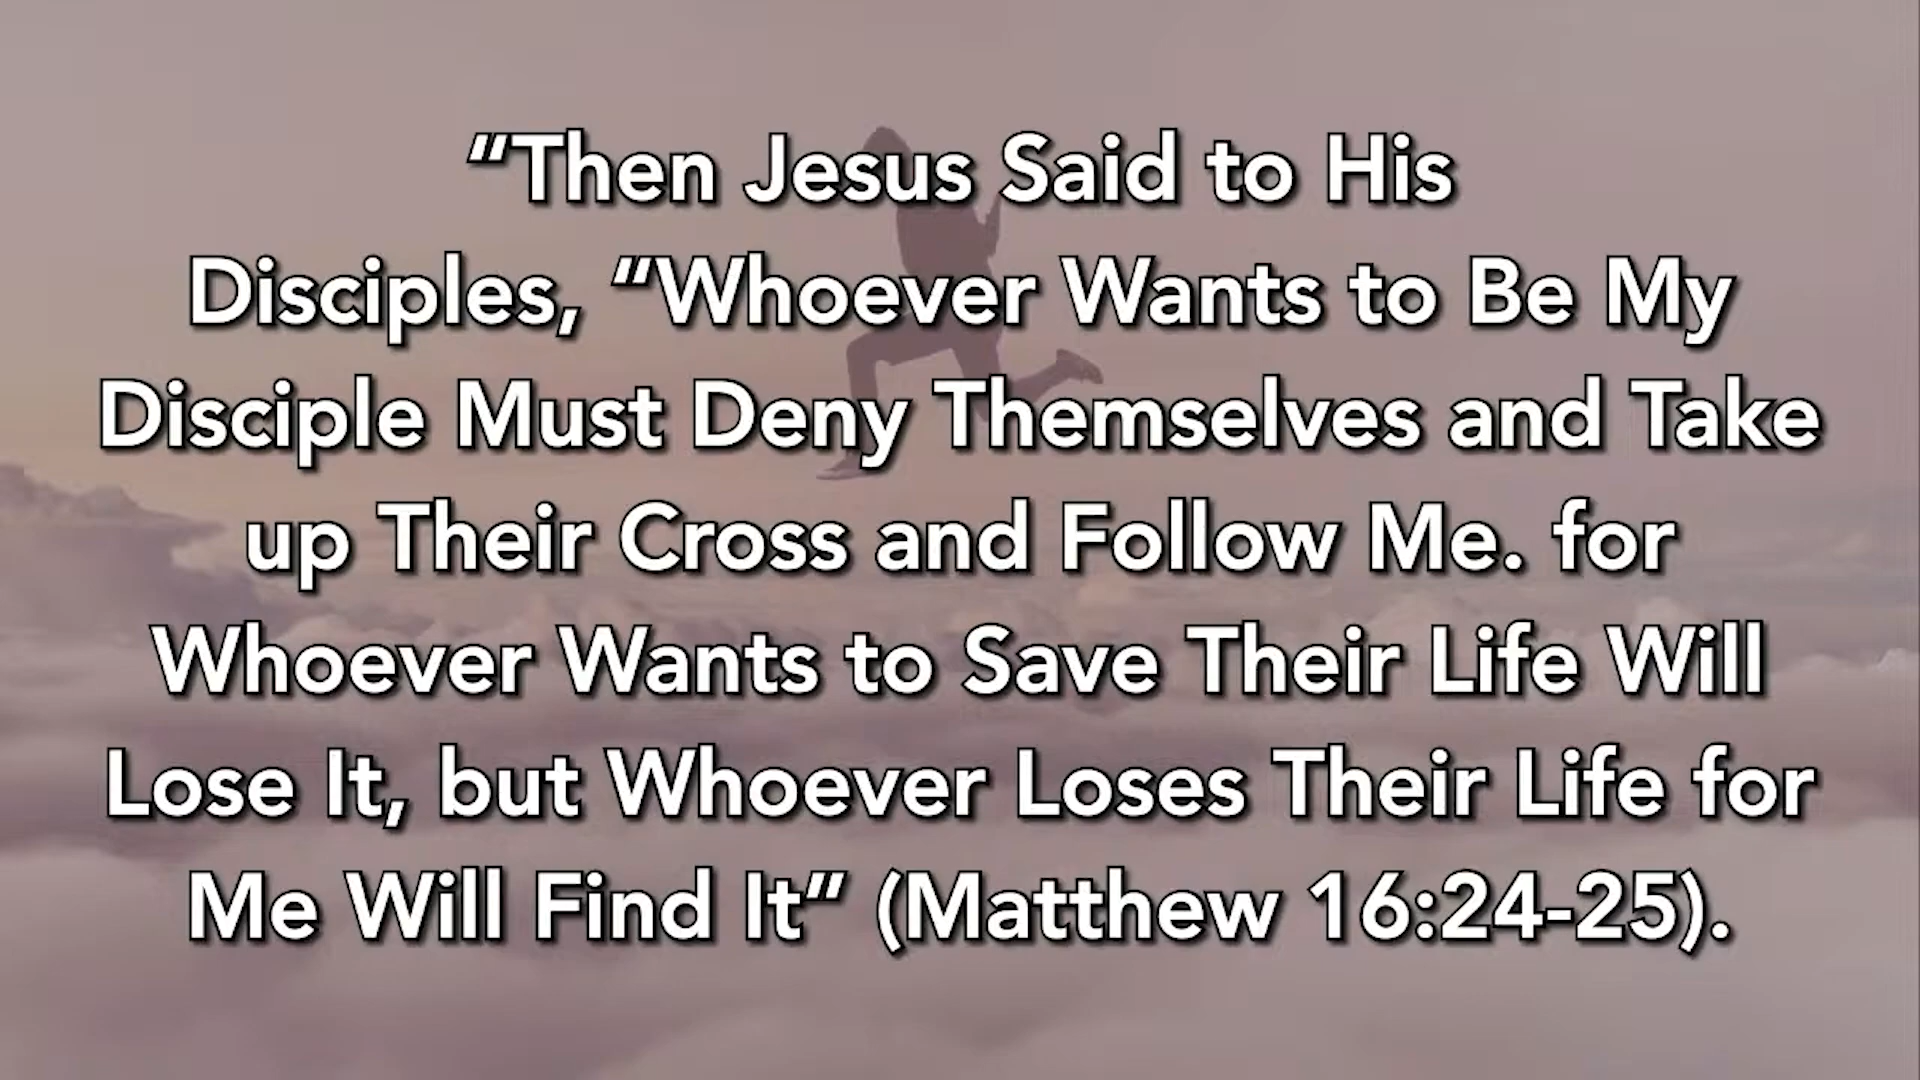 “Then Jesus Said to His
Disciples, “Whoever Wants to Be My
Disciple Must Deny Themselves and Take
up Their Cross and Follow Me. for
Whoever Wants to Save Their Life Will
Lose It, but Whoever Loses Their Life for
Me Will Find It” (Matthew 16:24-25).